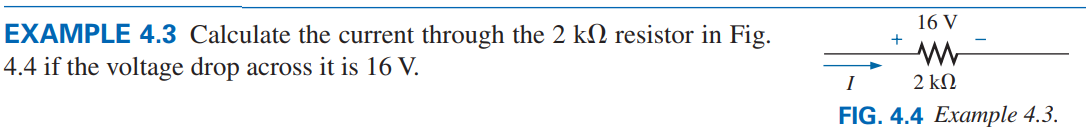 EXAMPLE 4.3 Calculate the current through the 2 kΩ resistor in Fig.
4.4 if the voltage drop across it is 16 V.
16 V
+ −
I
2 kΩ
FIG. 4.4 Example 4.3.